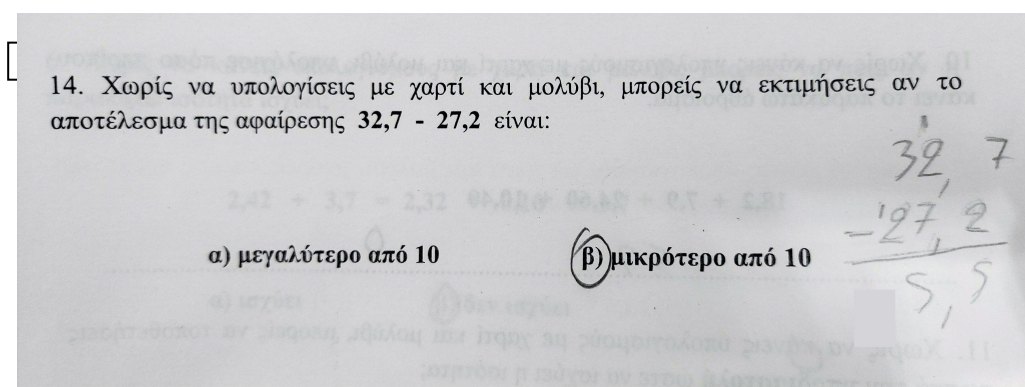 14. Χωρίς να υπολογίσεις με χαρτί και μολύβι, μπορείς να εκτιμήσεις αν το
αποτέλεσμα της αφαίρεσης 32,7 - 27,2 είναι:
32,7
-27,2
5,5
α) μεγαλύτερο από 10 β) μικρότερο από 10